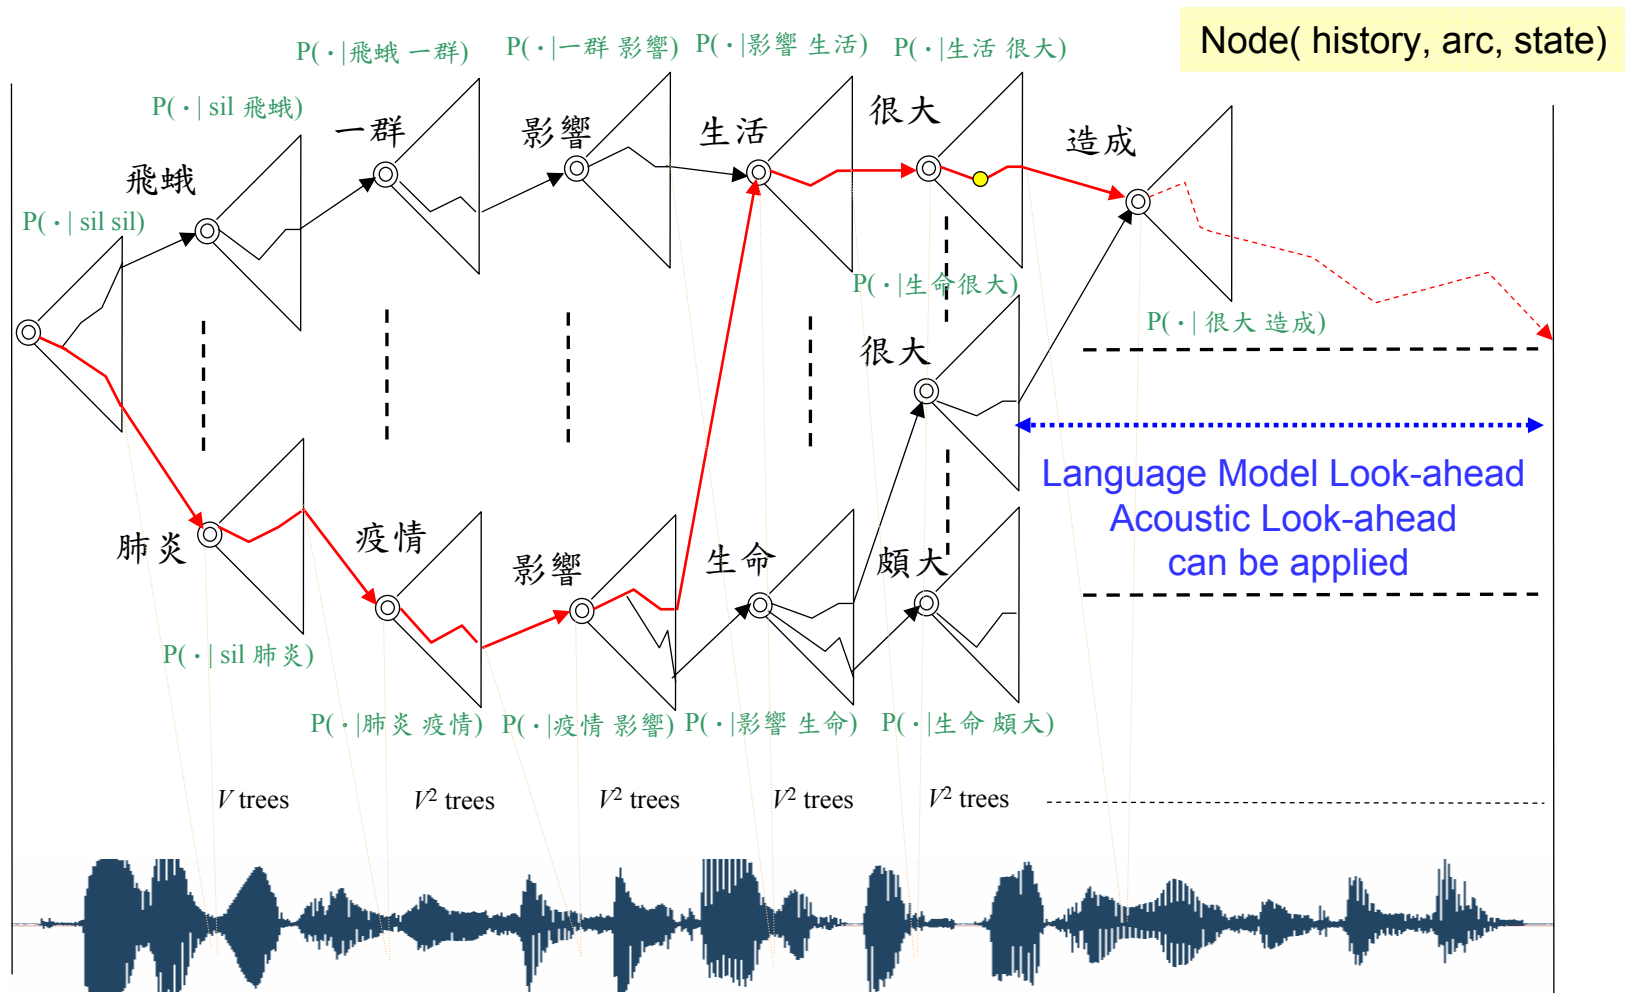 Node( history, arc, state)
P( · |飛蛾 一群)
P( · |一群 影響)
P( · |影響 生活)
P( · |生活 很大)
P( · | sil 飛蛾)
P( · | sil sil)
飛蛾
一群
影響
生活
很大
造成
P( · |生命很大)
P( · | 很大 造成)
很大
Language Model Look-ahead
Acoustic Look-ahead
can be applied
肺炎
疫情
影響
生命
頗大
P( · | sil 肺炎)
P( · |肺炎 疫情)
P( · |疫情 影響)
P( · |影響 生命)
P( · |生命 頗大)
V trees
V² trees
V² trees
V² trees
V² trees